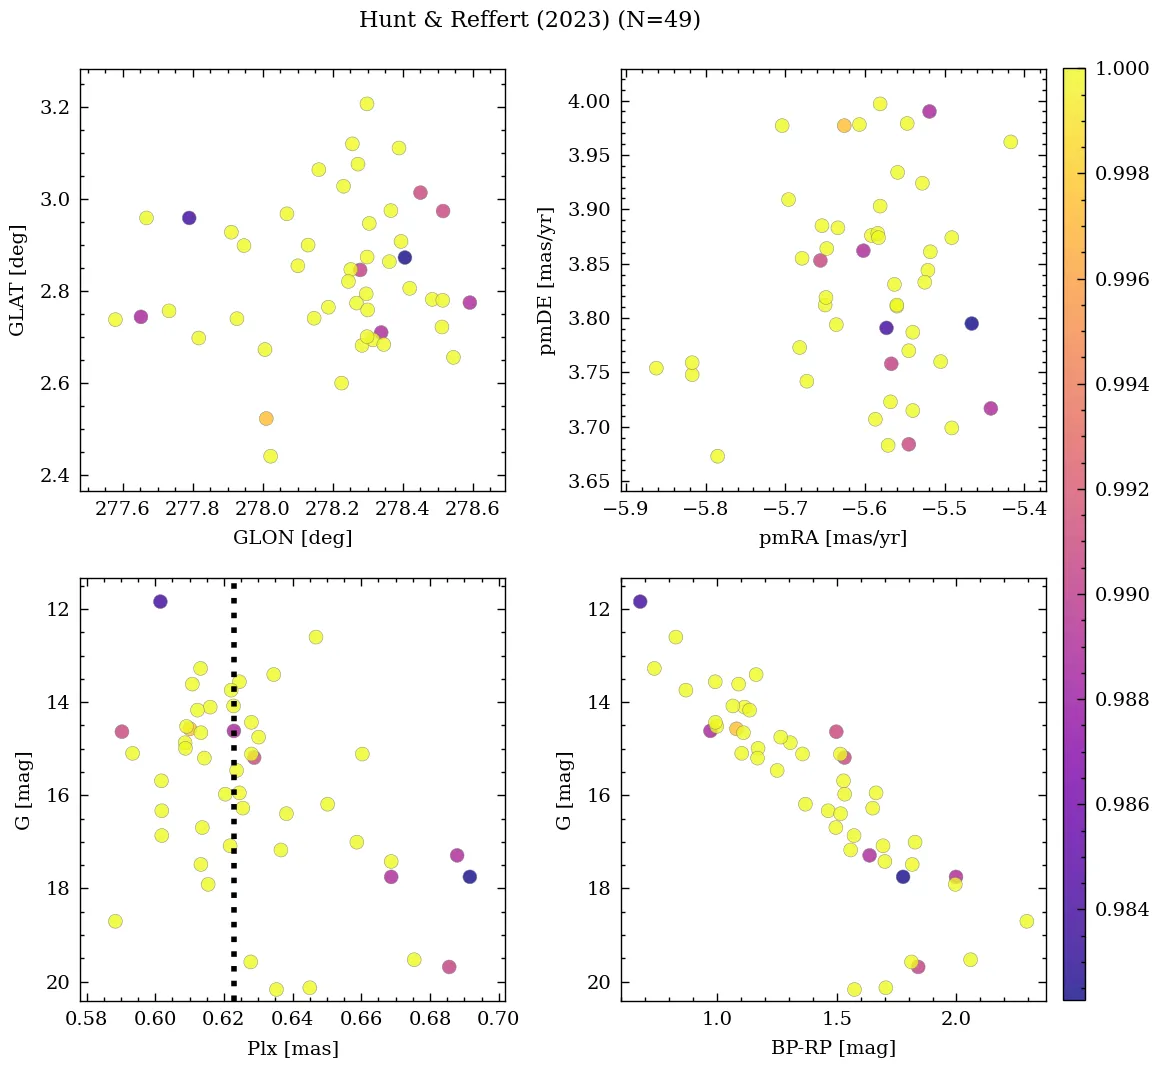 Hunt & Reffert (2023) (N=49)
3.2
3.0
2.8
2.6
2.4
GLAT [deg]
277.6 277.8 278.0 278.2 278.4 278.6
GLON [deg]
4.00
3.95
3.90
3.85
3.80
3.75
3.70
3.65
pmDE [mas/yr]
−5.9 −5.8 −5.7 −5.6 −5.5 −5.4
pmRA [mas/yr]
12
14
16
18
20
G [mag]
0.58 0.60 0.62 0.64 0.66 0.68 0.70
Plx [mas]
12
14
16
18
20
G [mag]
1.0 1.5 2.0
BP-RP [mag]
1.000
0.998
0.996
0.994
0.992
0.990
0.988
0.986
0.984